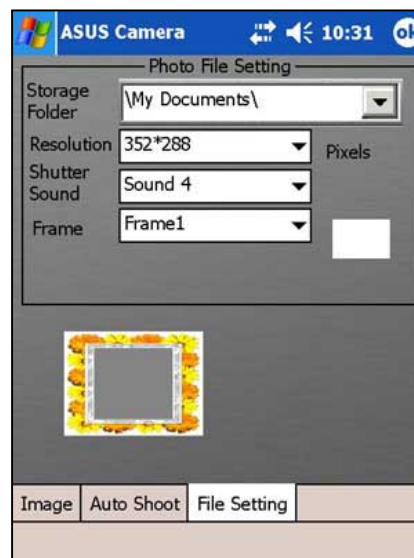 ASUS Camera 10:31 ok
Photo File Setting
Storage Folder \My Documents\
Resolution 352*288 Pixels
Shutter Sound Sound 4
Frame Frame1
Image Auto Shoot File Setting